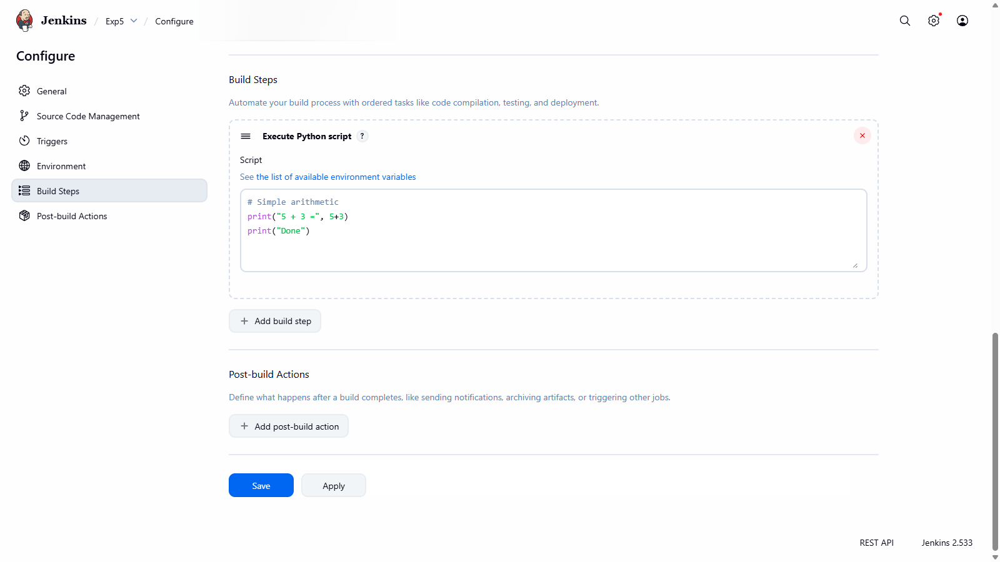 Jenkins / Exp5 / Configure
Configure
General
Source Code Management
Triggers
Environment
Build Steps
Post-build Actions
Build Steps
Automate your build process with ordered tasks like code compilation, testing, and deployment.
Execute Python script ?
Script
See the list of available environment variables
# Simple arithmetic
print("5 + 3 =", 5+3)
print("Done")
Add build step
Post-build Actions
Define what happens after a build completes, like sending notifications, archiving artifacts, or triggering other jobs.
Add post-build action
Save Apply
REST API Jenkins 2.533